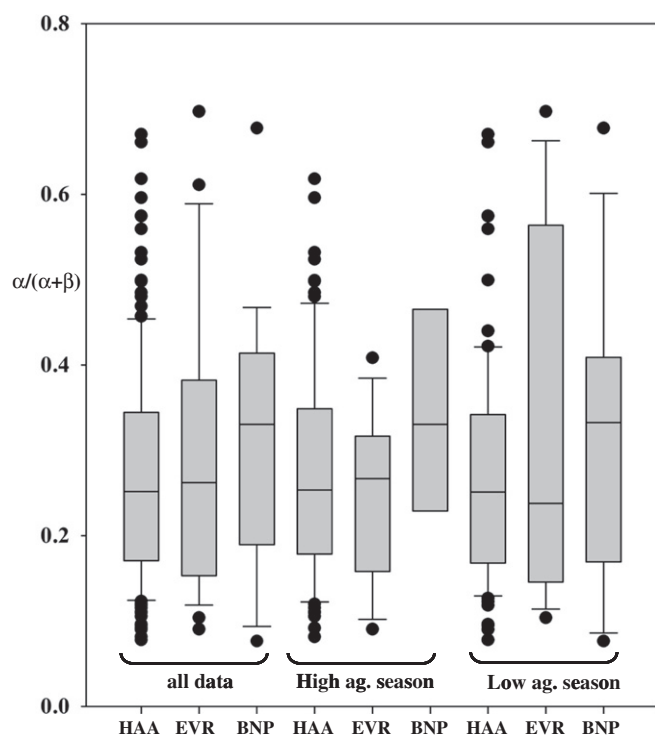 0.8
0.6
α/(α+β)
0.4
0.2
0.0
all data High ag. season Low ag. season
HAA EVR BNP HAA EVR BNP HAA EVR BNP